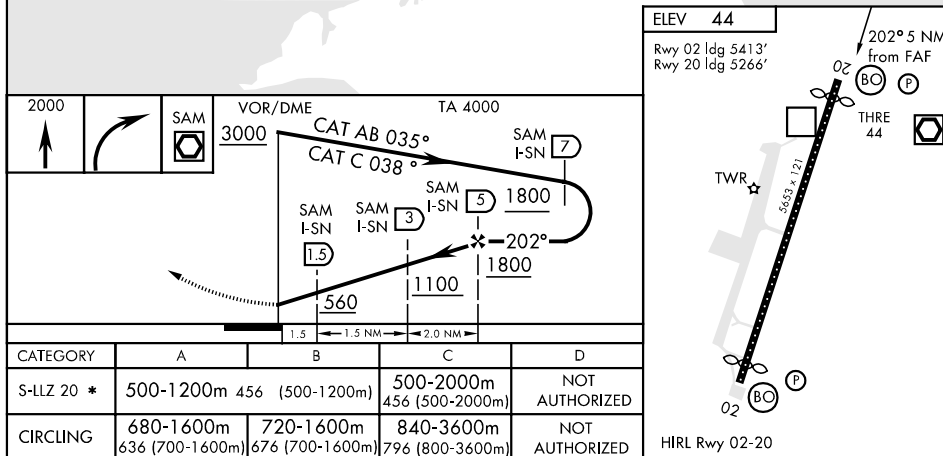 ELEV 44
Rwy 02 ldg 5413’
Rwy 20 ldg 5266’
202° 5 NM
from FAF
20
BO
P
THRE
44
TWR
5653 x 121
02
BO
P
HIRL Rwy 02-20
2000
SAM
VOR/DME
TA 4000
3000
CAT AB 035°
CAT C 038 °
SAM
I-SN 7
SAM
I-SN 5
1800
SAM
I-SN 3
SAM
I-SN
1.5
202°
1800
1100
560
1.5
1.5 NM
2.0 NM
CATEGORY A B C D
S-LLZ 20 * 500-1200m 456 (500-1200m) 500-2000m 456 (500-2000m) NOT AUTHORIZED
CIRCLING 680-1600m 636 (700-1600m) 720-1600m 676 (700-1600m) 840-3600m 796 (800-3600m) NOT AUTHORIZED